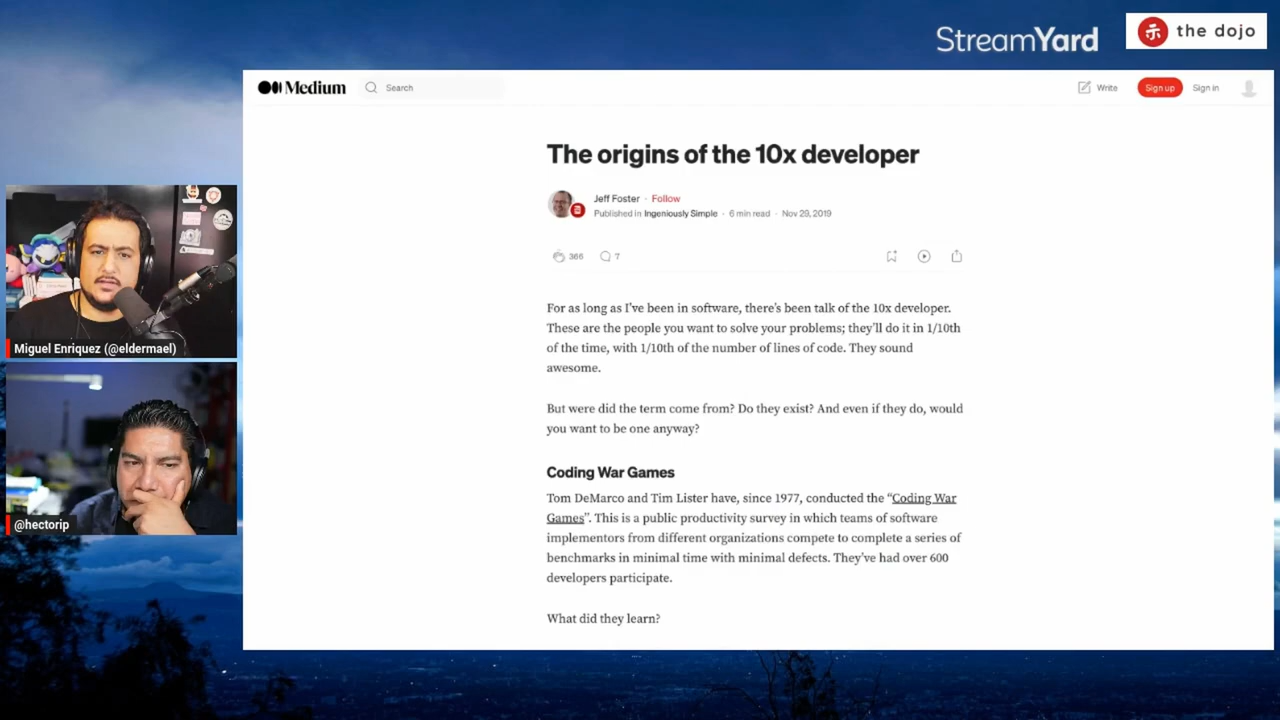 StreamYard
the dojo
Medium
Search
Write
Sign up
Sign in
The origins of the 10x developer
Jeff Foster · Follow
Published in Ingeniously Simple · 6 min read · Nov 29, 2019
366
7
For as long as I've been in software, there's been talk of the 10x developer.
These are the people you want to solve your problems; they'll do it in 1/10th
of the time, with 1/10th of the number of lines of code. They sound
awesome.
But were did the term come from? Do they exist? And even if they do, would
you want to be one anyway?
Coding War Games
Tom DeMarco and Tim Lister have, since 1977, conducted the “Coding War
Games”. This is a public productivity survey in which teams of software
implementors from different organizations compete to complete a series of
benchmarks in minimal time with minimal defects. They've had over 600
developers participate.
What did they learn?
Miguel Enriquez (@eldermael)
@hectorip